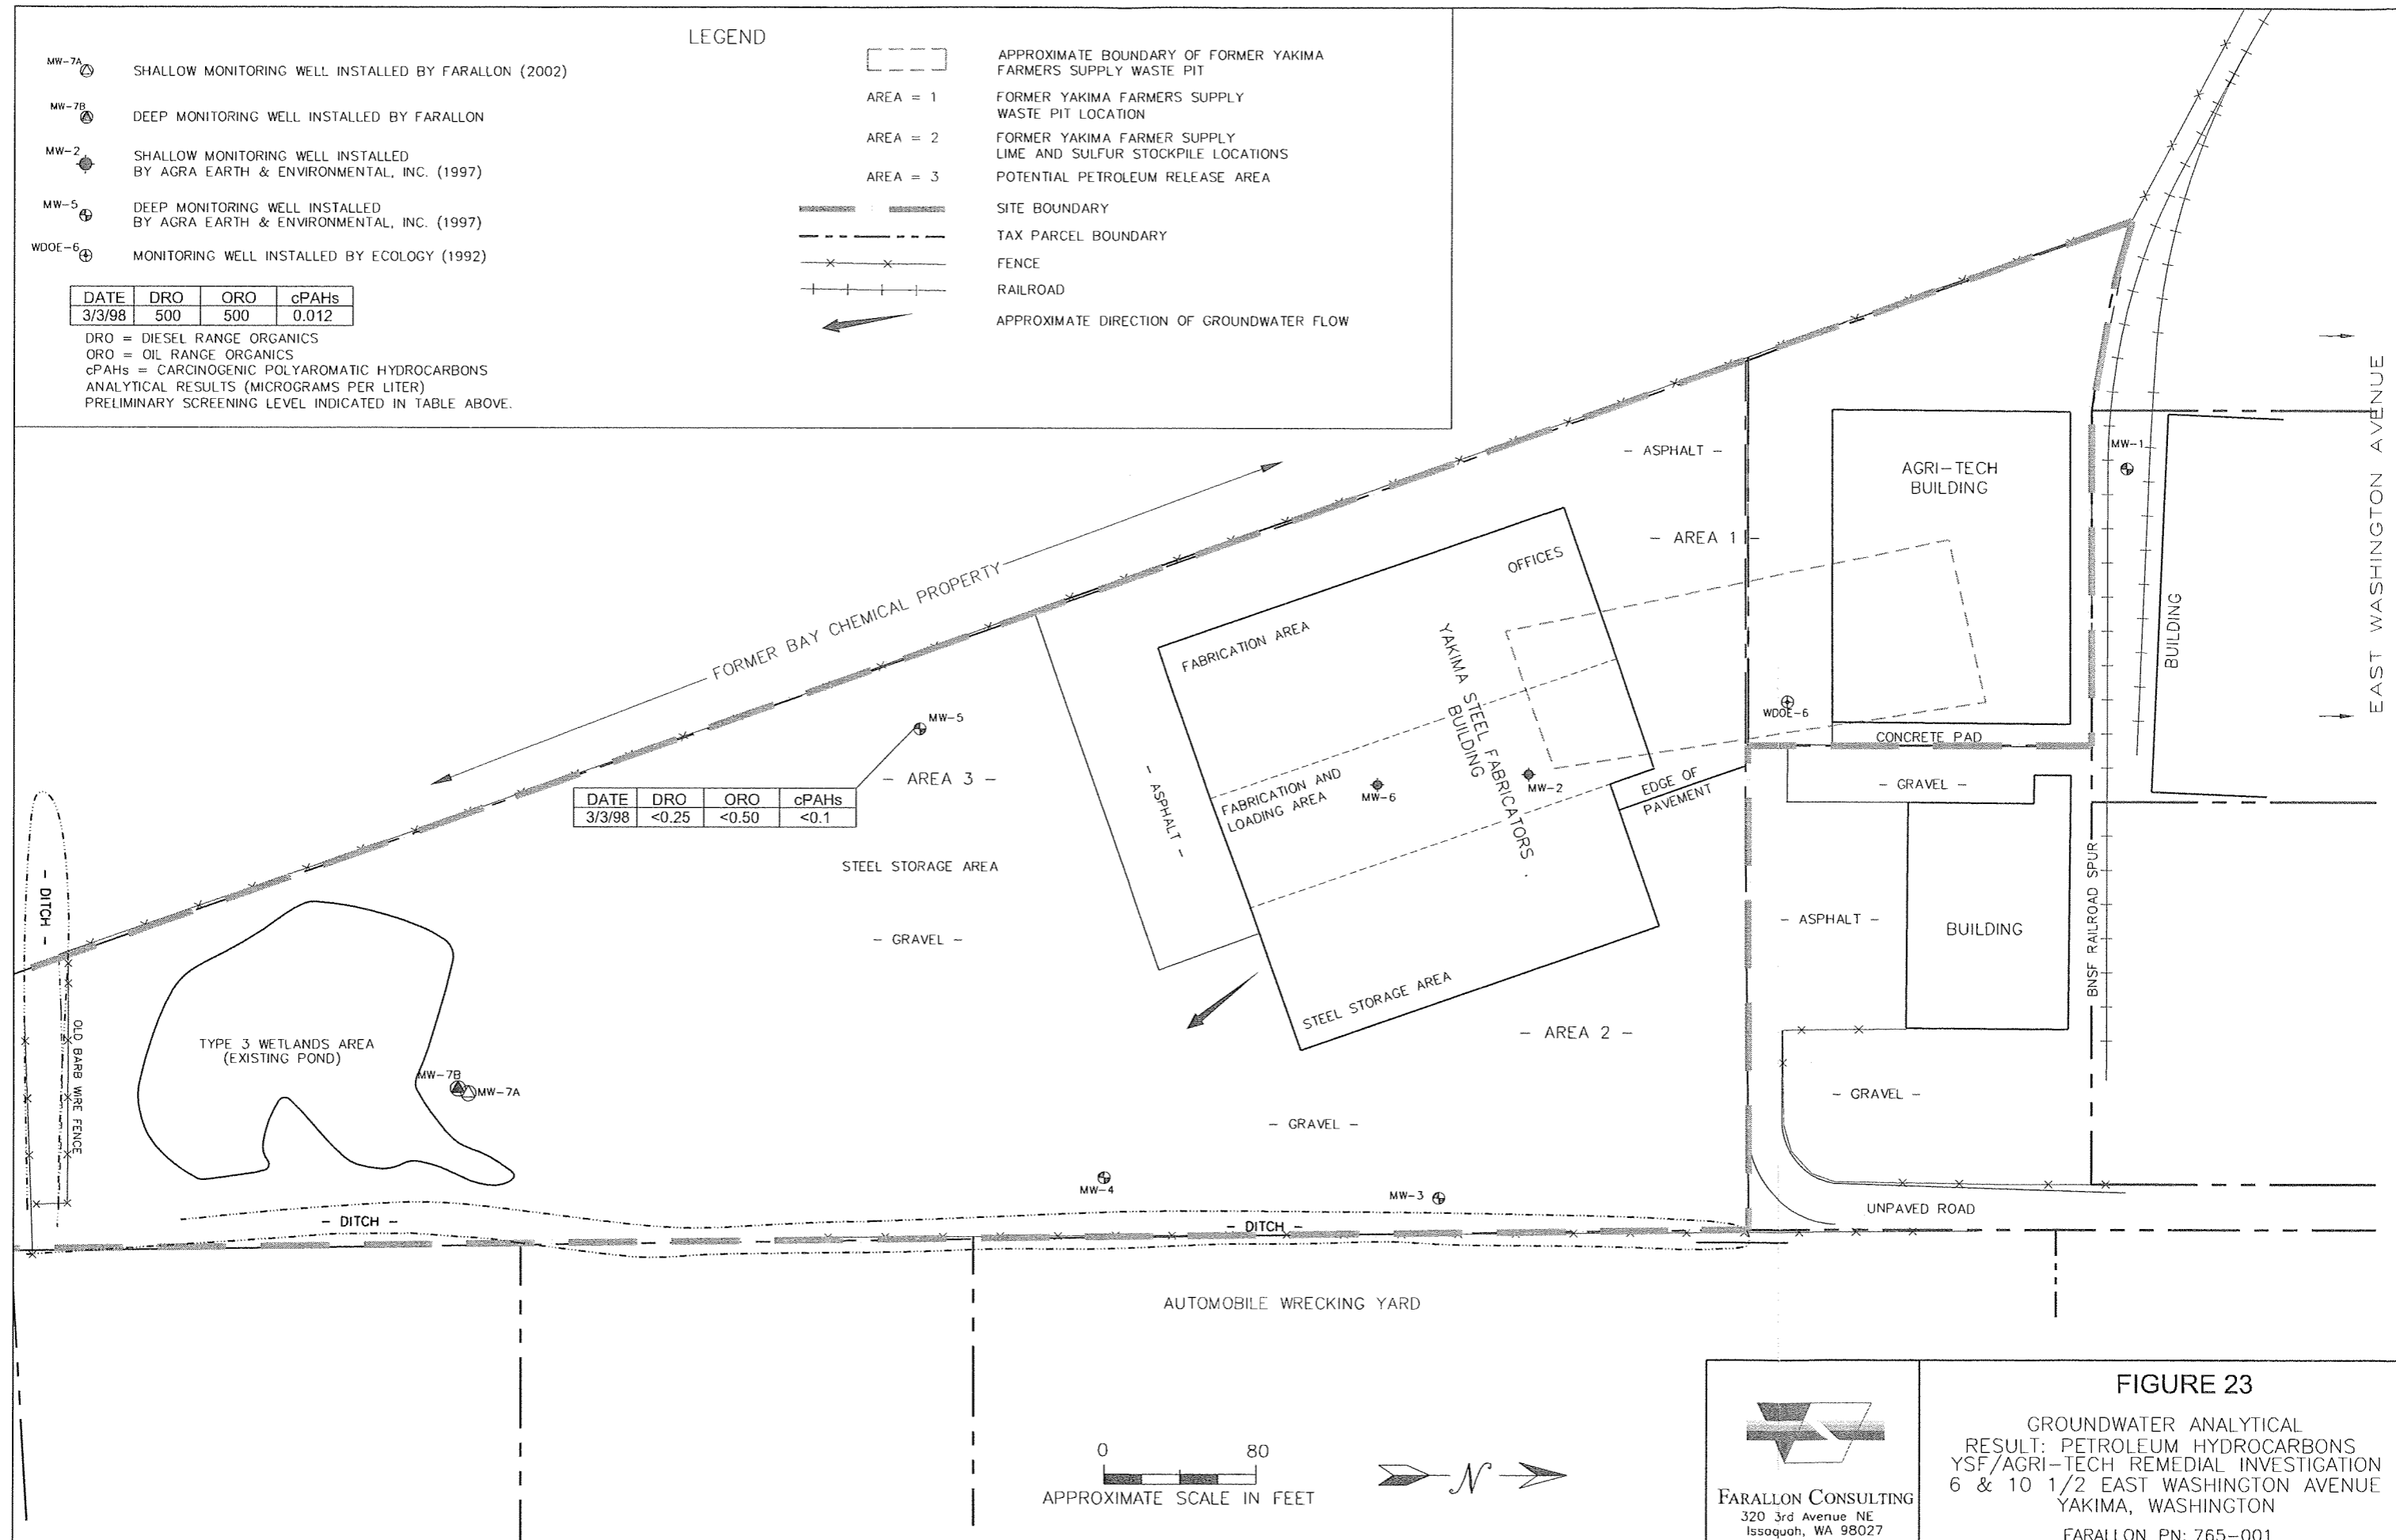 LEGEND
MW-7A
SHALLOW MONITORING WELL INSTALLED BY FARALLON (2002)
MW-7B
DEEP MONITORING WELL INSTALLED BY FARALLON
MW-2
SHALLOW MONITORING WELL INSTALLED
BY AGRA EARTH & ENVIRONMENTAL, INC. (1997)
MW-5
DEEP MONITORING WELL INSTALLED
BY AGRA EARTH & ENVIRONMENTAL, INC. (1997)
WDOE-6
MONITORING WELL INSTALLED BY ECOLOGY (1992)
DATE DRO ORO cPAHs
3/3/98 500 500 0.012
DRO = DIESEL RANGE ORGANICS
ORO = OIL RANGE ORGANICS
cPAHs = CARCINOGENIC POLYAROMATIC HYDROCARBONS
ANALYTICAL RESULTS (MICROGRAMS PER LITER)
PRELIMINARY SCREENING LEVEL INDICATED IN TABLE ABOVE.
APPROXIMATE BOUNDARY OF FORMER YAKIMA
FARMERS SUPPLY WASTE PIT
AREA = 1 FORMER YAKIMA FARMERS SUPPLY
WASTE PIT LOCATION
AREA = 2 FORMER YAKIMA FARMER SUPPLY
LIME AND SULFUR STOCKPILE LOCATIONS
AREA = 3 POTENTIAL PETROLEUM RELEASE AREA
SITE BOUNDARY
TAX PARCEL BOUNDARY
FENCE
RAILROAD
APPROXIMATE DIRECTION OF GROUNDWATER FLOW
EAST WASHINGTON AVENUE
- ASPHALT -
- AREA 1 -
AGRI-TECH
BUILDING
MW-1
BUILDING
OFFICES
FORMER BAY CHEMICAL PROPERTY
FABRICATION AREA
YAKIMA STEEL FABRICATORS
BUILDING
WDOE-6
CONCRETE PAD
MW-5
- AREA 3 -
DATE DRO ORO cPAHs
3/3/98 <0.25 <0.50 <0.1
- ASPHALT -
FABRICATION AND
LOADING AREA
MW-6
MW-2
EDGE OF
PAVEMENT
- GRAVEL -
STEEL STORAGE AREA
- GRAVEL -
- DITCH -
- ASPHALT -
BUILDING
BNSF RAILROAD SPUR
STEEL STORAGE AREA
- AREA 2 -
OLD BARB WIRE FENCE
TYPE 3 WETLANDS AREA
(EXISTING POND)
MW-7B
MW-7A
- GRAVEL -
- GRAVEL -
MW-4
MW-3
UNPAVED ROAD
- DITCH -
- DITCH -
AUTOMOBILE WRECKING YARD
0 80
APPROXIMATE SCALE IN FEET
N
FARALLON CONSULTING
320 3rd Avenue NE
Issaquah, WA 98027
FIGURE 23
GROUNDWATER ANALYTICAL
RESULT: PETROLEUM HYDROCARBONS
YSF/AGRI-TECH REMEDIAL INVESTIGATION
6 & 10 1/2 EAST WASHINGTON AVENUE
YAKIMA, WASHINGTON
FARALLON PN: 765-001